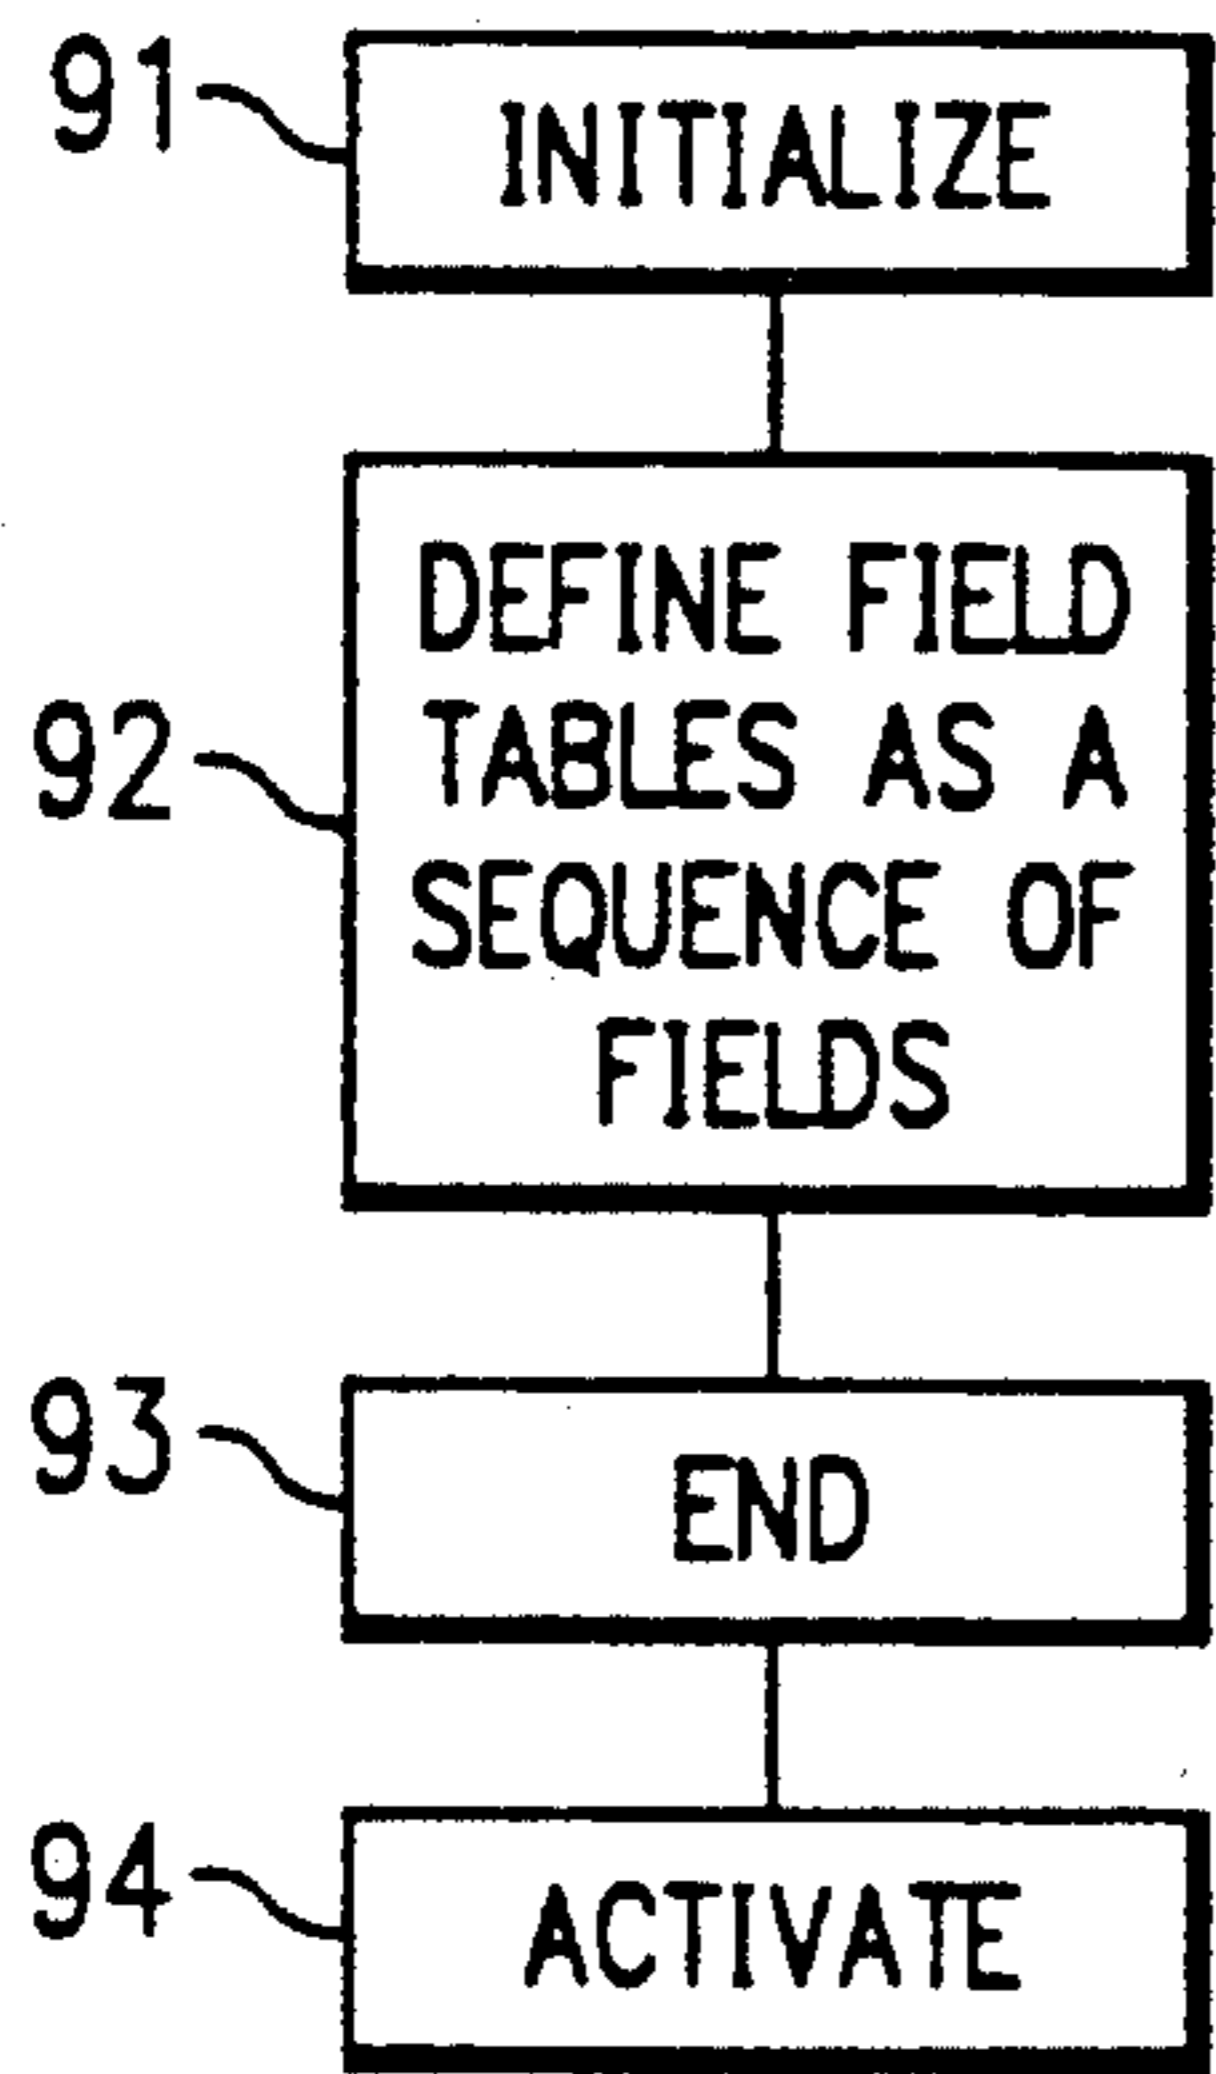 91
INITIALIZE
92
DEFINE FIELD
TABLES AS A
SEQUENCE OF
FIELDS
93
END
94
ACTIVATE